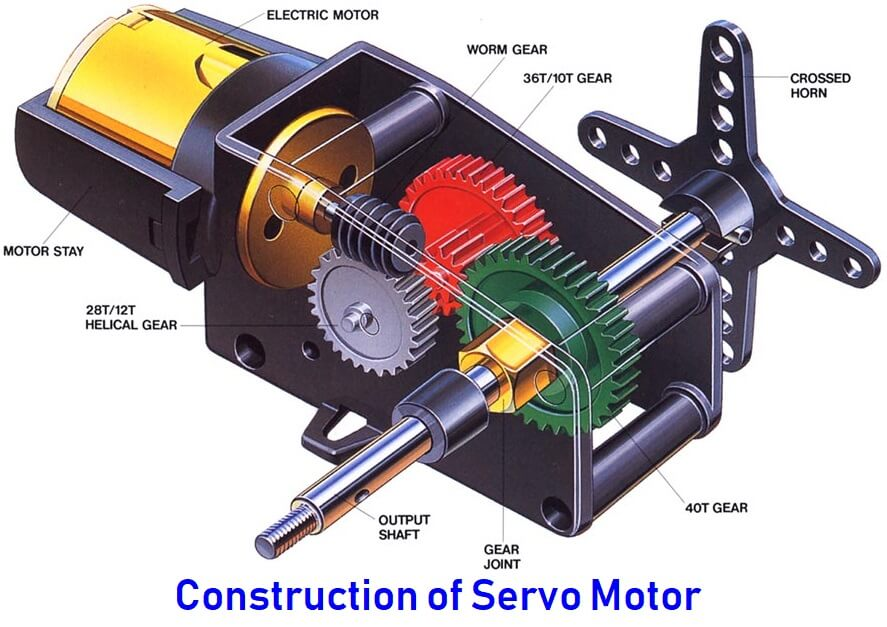 ELECTRIC MOTOR
WORM GEAR
36T/10T GEAR
CROSSED
HORN
MOTOR STAY
28T/12T
HELICAL GEAR
40T GEAR
OUTPUT
SHAFT
GEAR
JOINT
Construction of Servo Motor